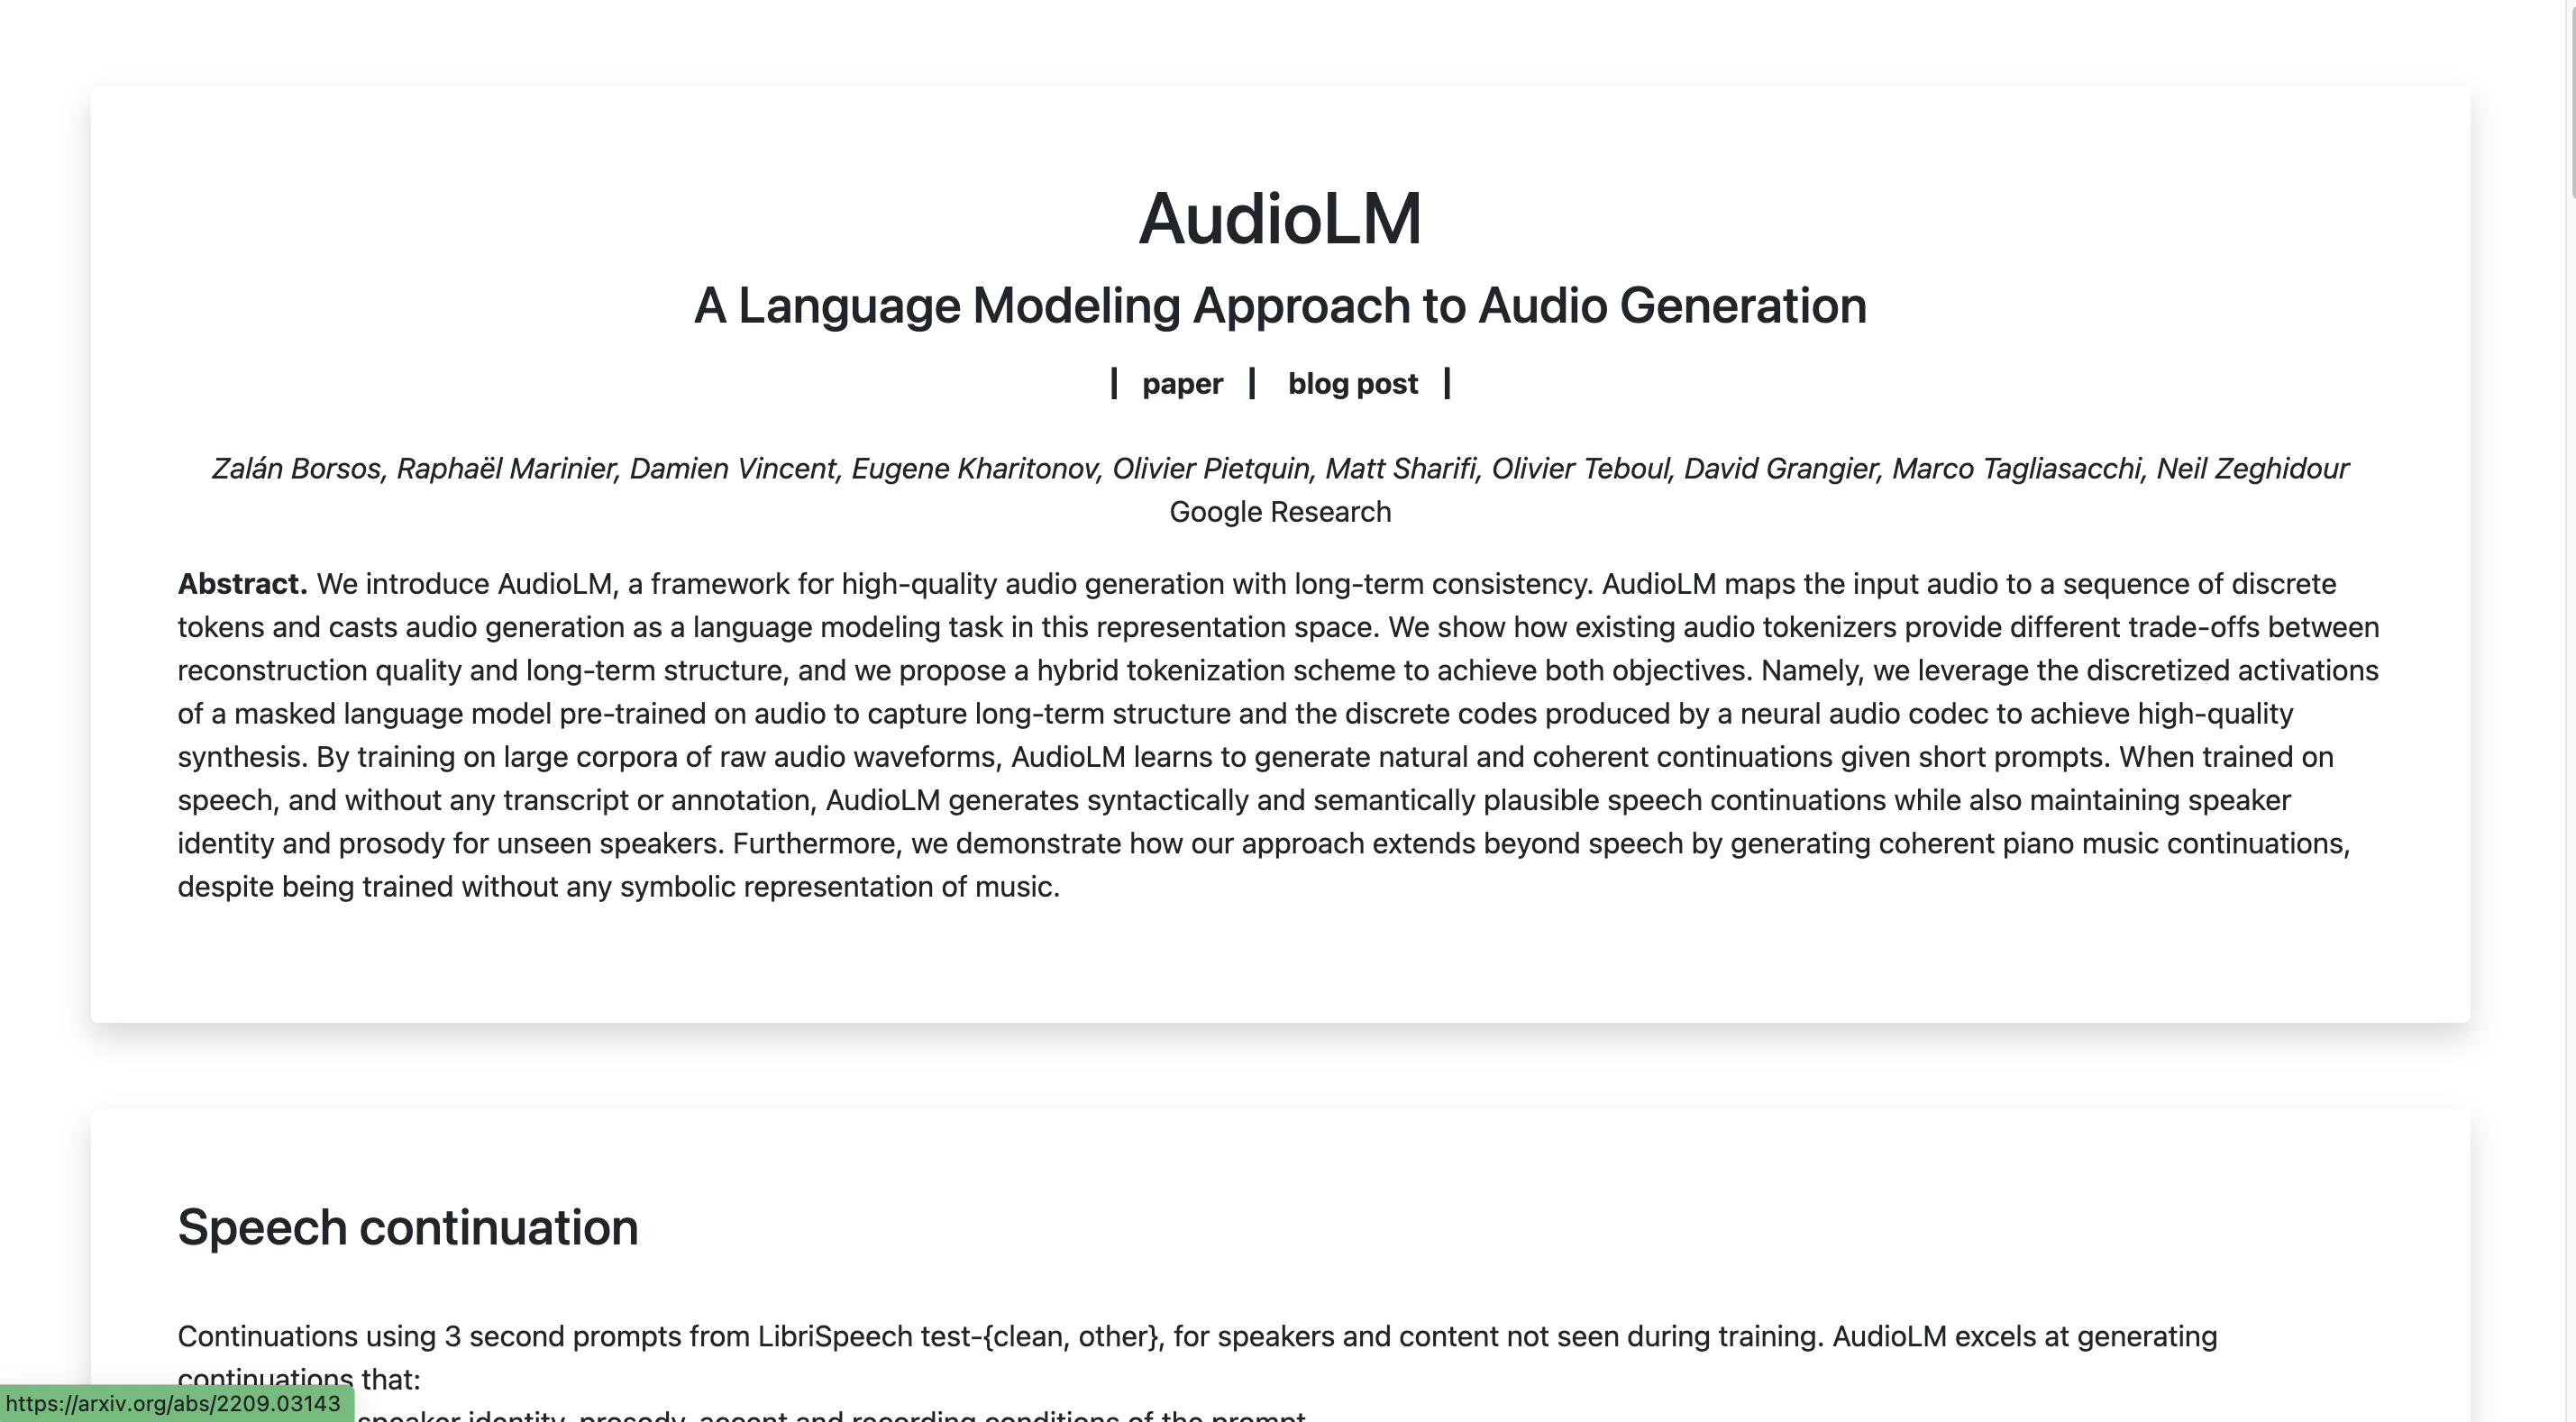 AudioLM
A Language Modeling Approach to Audio Generation
| paper | blog post |
Zalán Borsos, Raphaël Marinier, Damien Vincent, Eugene Kharitonov, Olivier Pietquin, Matt Sharifi, Olivier Teboul, David Grangier, Marco Tagliasacchi, Neil Zeghidour
Google Research
Abstract. We introduce AudioLM, a framework for high-quality audio generation with long-term consistency. AudioLM maps the input audio to a sequence of discrete
tokens and casts audio generation as a language modeling task in this representation space. We show how existing audio tokenizers provide different trade-offs between
reconstruction quality and long-term structure, and we propose a hybrid tokenization scheme to achieve both objectives. Namely, we leverage the discretized activations
of a masked language model pre-trained on audio to capture long-term structure and the discrete codes produced by a neural audio codec to achieve high-quality
synthesis. By training on large corpora of raw audio waveforms, AudioLM learns to generate natural and coherent continuations given short prompts. When trained on
speech, and without any transcript or annotation, AudioLM generates syntactically and semantically plausible speech continuations while also maintaining speaker
identity and prosody for unseen speakers. Furthermore, we demonstrate how our approach extends beyond speech by generating coherent piano music continuations,
despite being trained without any symbolic representation of music.
Speech continuation
Continuations using 3 second prompts from LibriSpeech test-{clean, other}, for speakers and content not seen during training. AudioLM excels at generating
continuations that:
speaker identity, prosody, accent and recording conditions of the prompt
https://arxiv.org/abs/2209.03143